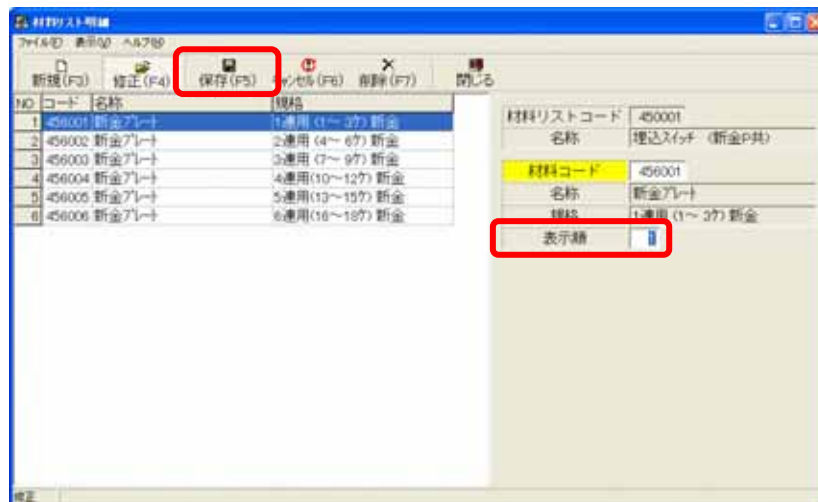 材料リスト明細
ファイル(F) 表示(V) ヘルプ(H)
新規(F3) 修正(F4) 保存(F5) キャンセル(F6) 削除(F7) 閉じる
NO コード 名称 規格
1 456001 新金プレート 1連用 (1〜 3ケ) 新金
2 456002 新金プレート 2連用 (4〜 6ケ) 新金
3 456003 新金プレート 3連用 (7〜 9ケ) 新金
4 456004 新金プレート 4連用(10〜12ケ) 新金
5 456005 新金プレート 5連用(13〜15ケ) 新金
6 456006 新金プレート 6連用(16〜18ケ) 新金
材料リストコード 450001
名称 埋込スイッチ (新金P共)
材料コード 456001
名称 新金プレート
規格 1連用 (1〜 3ケ) 新金
表示順 1
修正